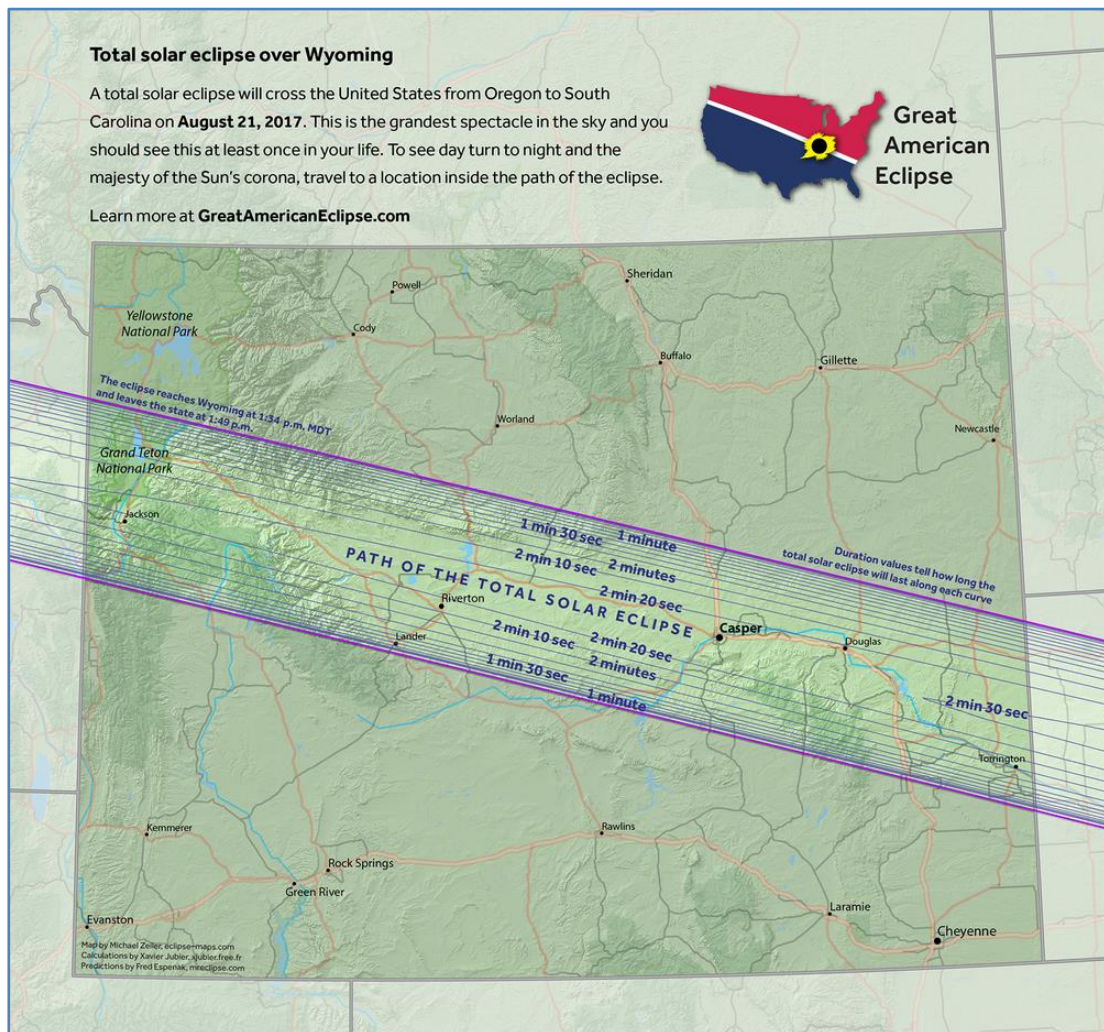 Total solar eclipse over Wyoming
A total solar eclipse will cross the United States from Oregon to South
Carolina on August 21, 2017. This is the grandest spectacle in the sky and you
should see this at least once in your life. To see day turn to night and the
majesty of the Sun's corona, travel to a location inside the path of the eclipse.
Learn more at GreatAmericanEclipse.com
Great
American
Eclipse
Sheridan
Powell
Yellowstone
National Park
Cody
Buffalo
Gillette
The eclipse reaches Wyoming at 1:34 p.m. MDT
and leaves the state at 1:49 p.m.
Worland
Newcastle
Grand Teton
National Park
Jackson
1 min 30 sec 1 minute
2 min 10 sec 2 minutes
2 min 20 sec
Duration values tell how long the
total solar eclipse will last along each curve
PATH OF THE TOTAL SOLAR ECLIPSE
Riverton
Lander
Casper
Douglas
2 min 10 sec 2 min 20 sec
2 minutes
1 min 30 sec 1 minute
2 min 30 sec
Torrington
Kemmerer
Rawlins
Rock Springs
Green River
Evanston
Laramie
Cheyenne
Map by Michael Zeiler, eclipse-maps.com
Calculations by Xavier Jubier, xjubier.free.fr
Predictions by Fred Espenak, mreclipse.com